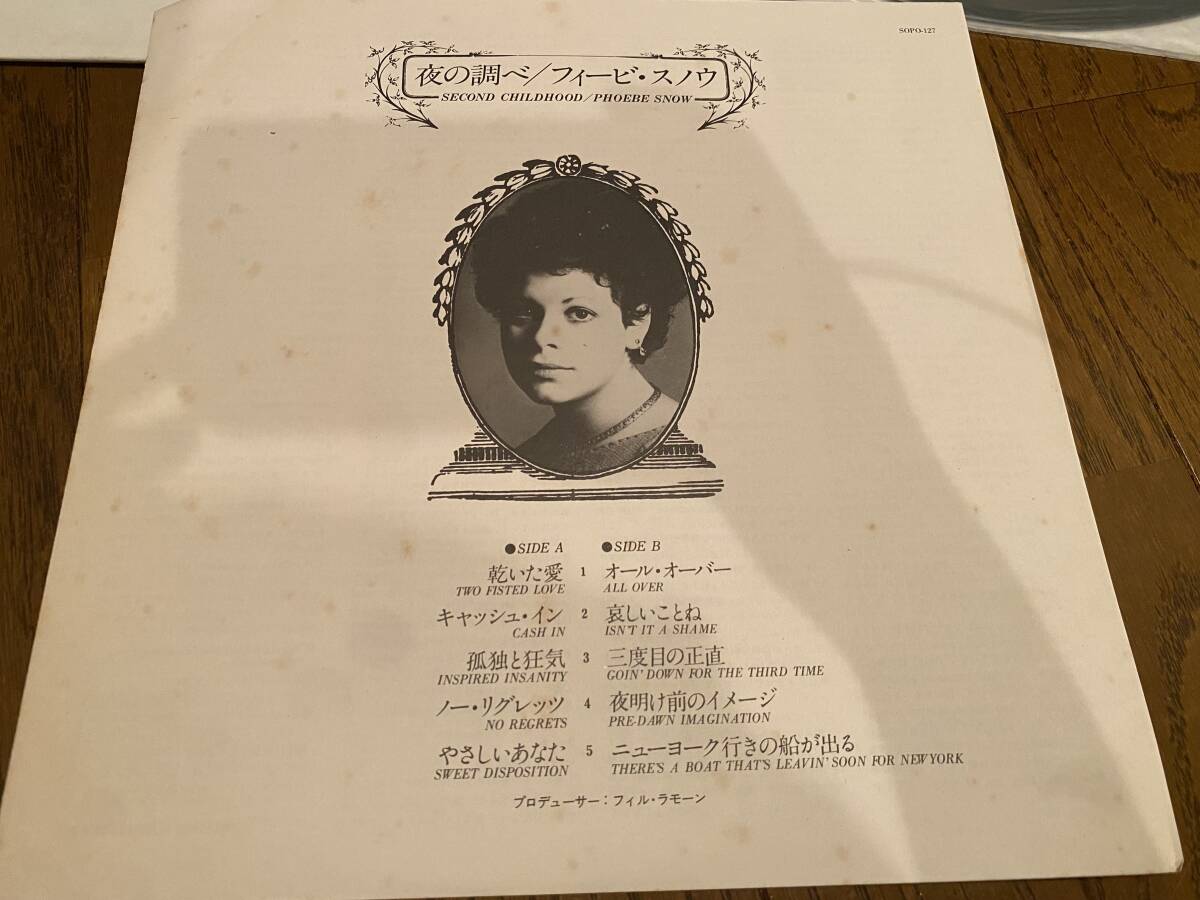 SOPO-127
夜の調べ/フィービ・スノウ
SECOND CHILDHOOD/PHOEBE SNOW
●SIDE A ●SIDE B
乾いた愛 1 オール・オーバー
TWO FISTED LOVE ALL OVER
キャッシュ・イン 2 哀しいことね
CASH IN ISN'T IT A SHAME
孤独と狂気 3 三度目の正直
INSPIRED INSANITY GOIN' DOWN FOR THE THIRD TIME
ノー・リグレッツ 4 夜明け前のイメージ
NO REGRETS PRE-DAWN IMAGINATION
やさしいあなた 5 ニューヨーク行きの船が出る
SWEET DISPOSITION THERE'S A BOAT THAT'S LEAVIN' SOON FOR NEW YORK
プロデューサー:フィル・ラモーン